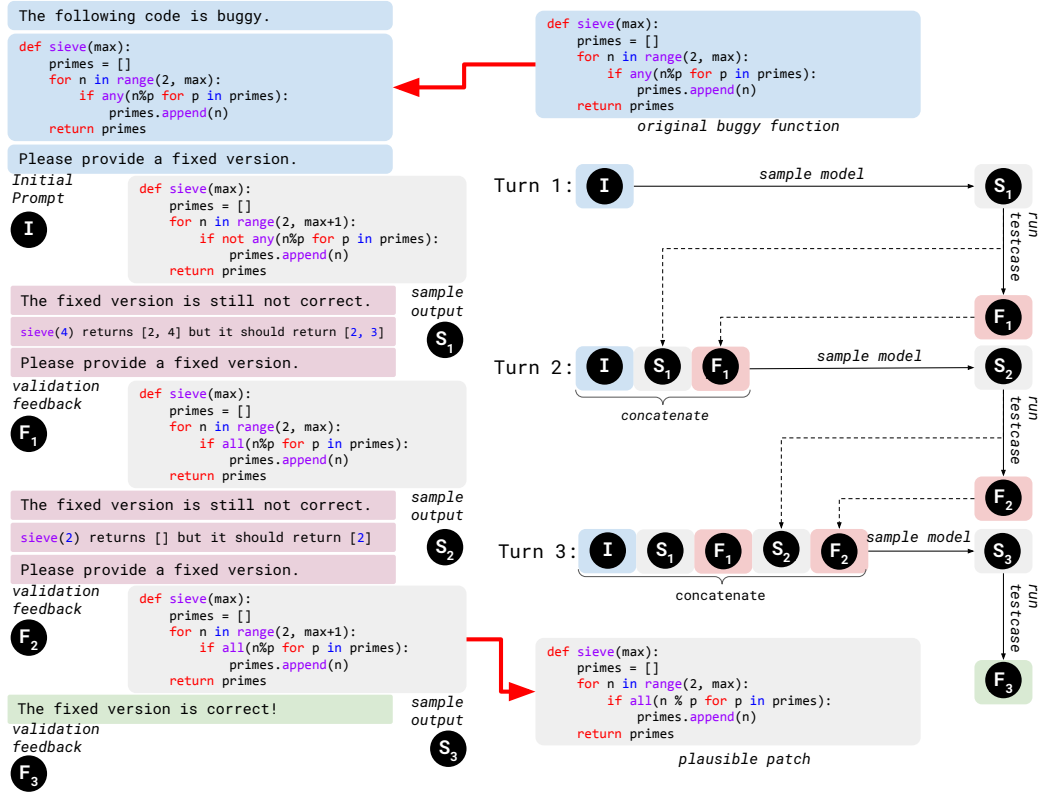 The following code is buggy.
def sieve(max):
    primes = []
    for n in range(2, max):
        if any(n%p for p in primes):
            primes.append(n)
    return primes
Please provide a fixed version.
Initial
Prompt
I
def sieve(max):
    primes = []
    for n in range(2, max+1):
        if not any(n%p for p in primes):
            primes.append(n)
    return primes
sample
output
S1
The fixed version is still not correct.
sieve(4) returns [2, 4] but it should return [2, 3]
Please provide a fixed version.
validation
feedback
F1
def sieve(max):
    primes = []
    for n in range(2, max):
        if all(n%p for p in primes):
            primes.append(n)
    return primes
sample
output
S2
The fixed version is still not correct.
sieve(2) returns [] but it should return [2]
Please provide a fixed version.
validation
feedback
F2
def sieve(max):
    primes = []
    for n in range(2, max+1):
        if all(n%p for p in primes):
            primes.append(n)
    return primes
sample
output
S3
The fixed version is correct!
validation
feedback
F3
def sieve(max):
    primes = []
    for n in range(2, max):
        if any(n%p for p in primes):
            primes.append(n)
    return primes
original buggy function
Turn 1: I sample model S1
run
testcase
F1
Turn 2: I S1 F1 sample model S2
concatenate
run
testcase
F2
Turn 3: I S1 F1 S2 F2 sample model S3
concatenate
run
testcase
F3
def sieve(max):
    primes = []
    for n in range(2, max):
        if all(n % p for p in primes):
            primes.append(n)
    return primes
plausible patch